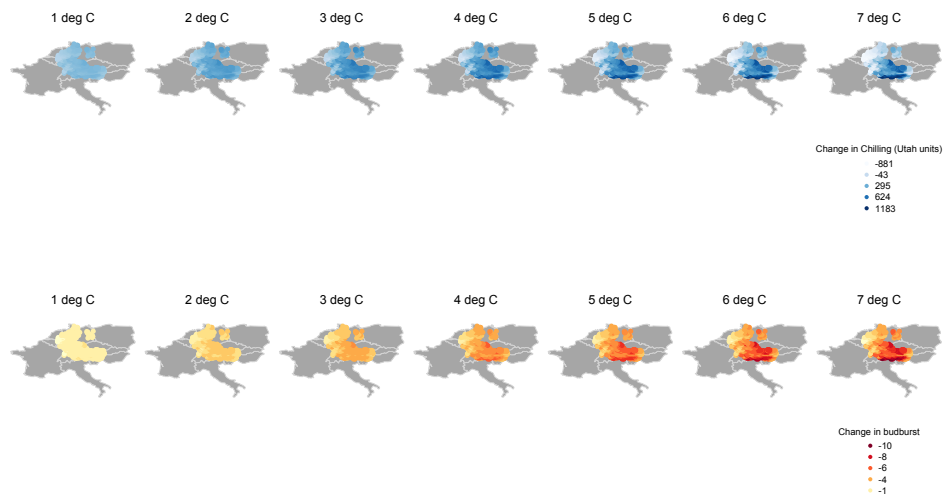 1 deg C 2 deg C 3 deg C 4 deg C 5 deg C 6 deg C 7 deg C
Change in Chilling (Utah units)
-881
-43
295
624
1183
1 deg C 2 deg C 3 deg C 4 deg C 5 deg C 6 deg C 7 deg C
Change in budburst
-10
-8
-6
-4
-1